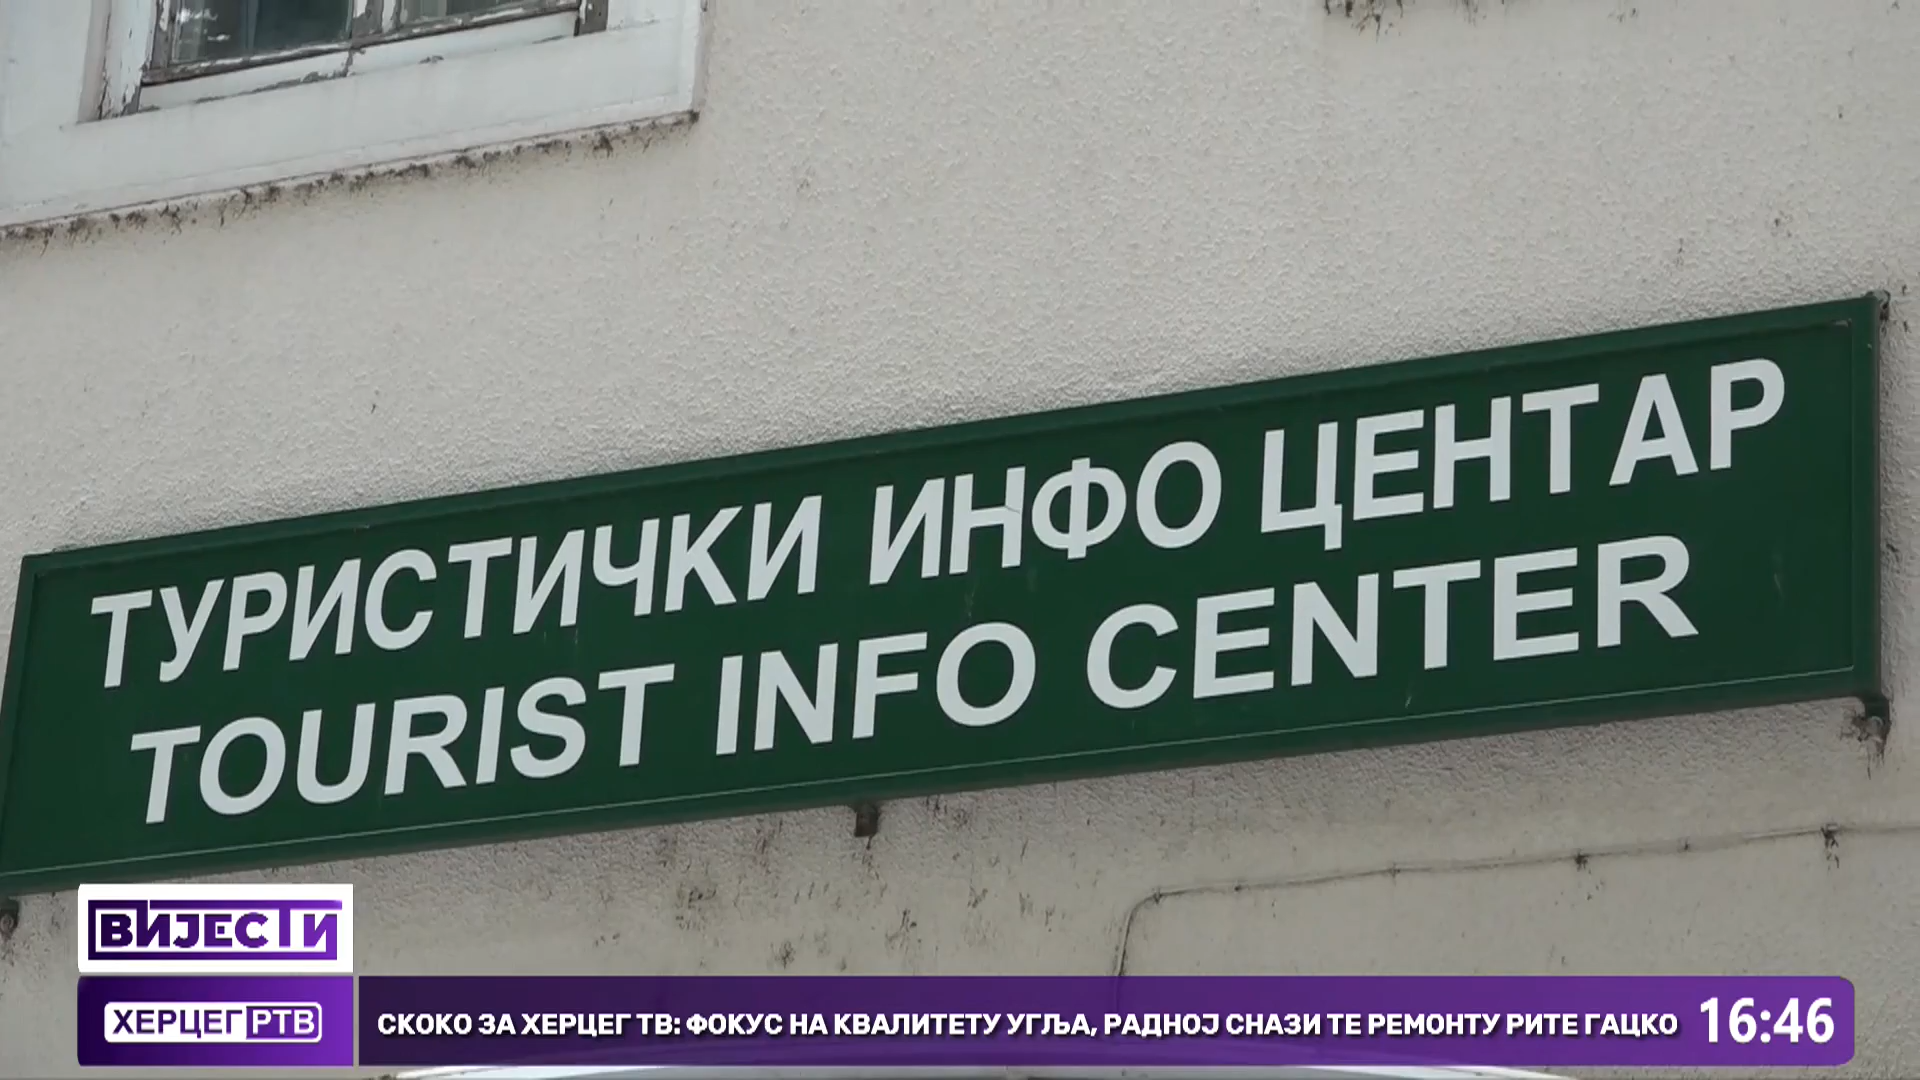 ТУРИСТИЧКИ ИНФО ЦЕНТАР
TOURIST INFO CENTER
ВИЈЕСТИ
ХЕРЦЕГ РТВ
СКОКО ЗА ХЕРЦЕГ ТВ: ФОКУС НА КВАЛИТЕТУ УГЉА, РАДНОЈ СНАЗИ ТЕ РЕМОНТУ РИТЕ ГАЦКО
16:46